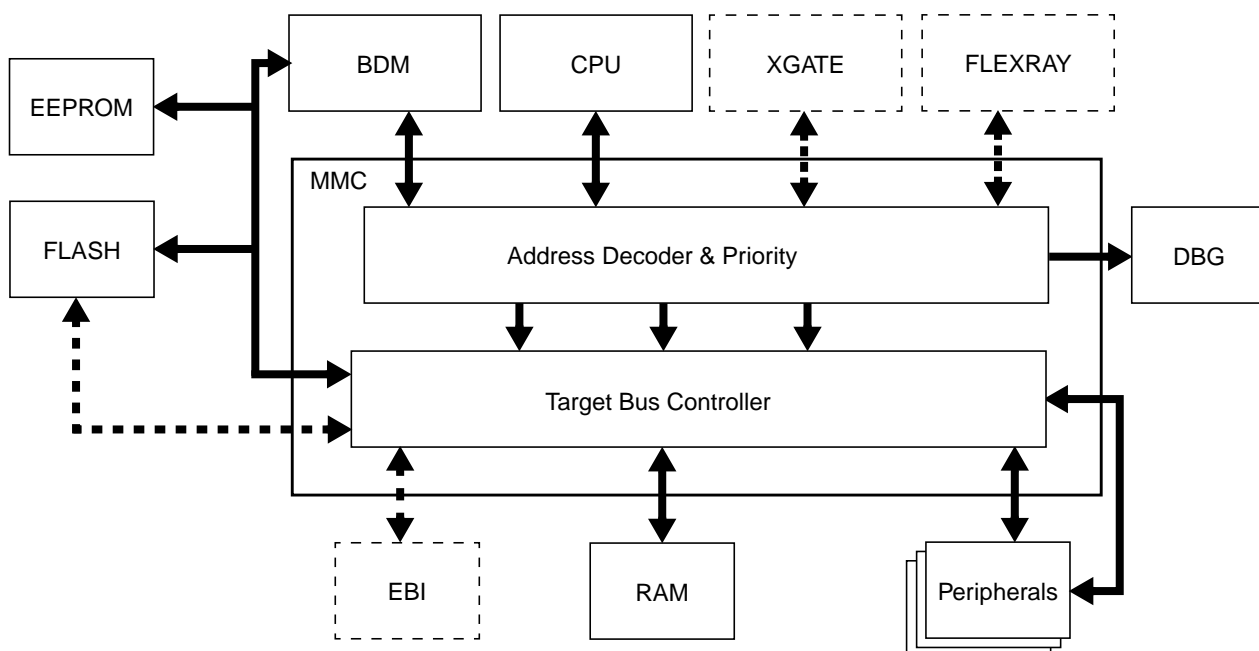 BDM
CPU
XGATE
FLEXRAY
EEPROM
MMC
FLASH
Address Decoder & Priority
DBG
Target Bus Controller
EBI
RAM
Peripherals